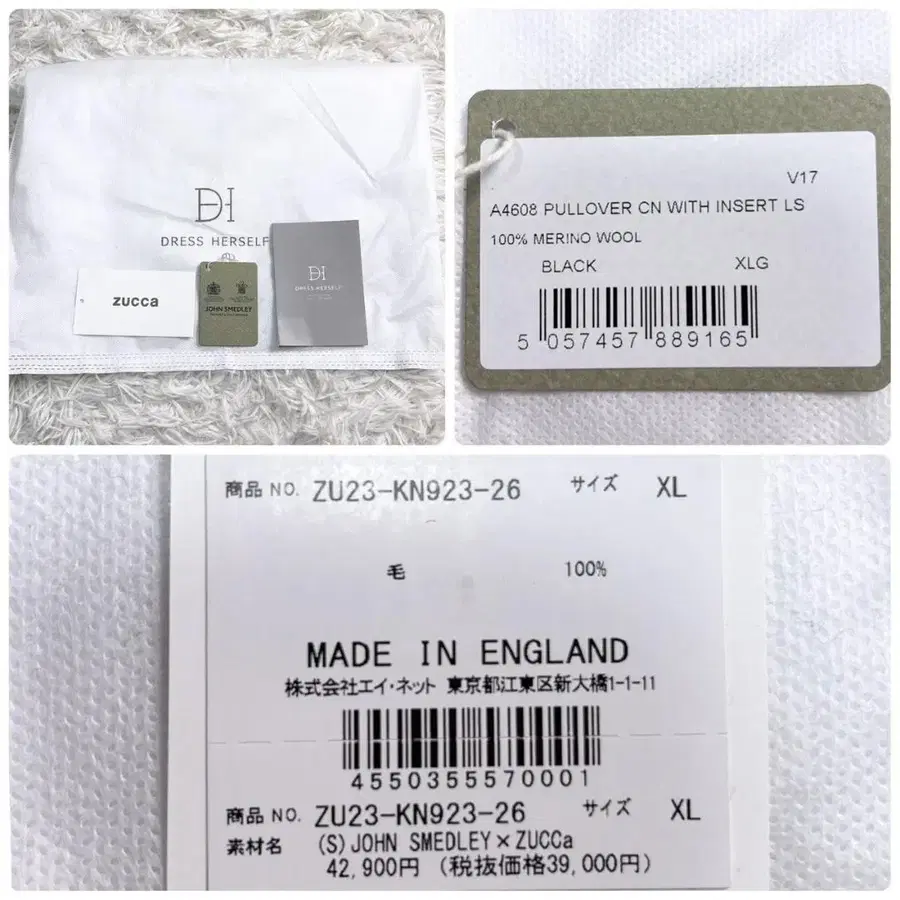 DH
DRESS HERSELF
zucca
JOHN SMEDLEY
DH
DRESS HERSELF
V17
A4608 PULLOVER CN WITH INSERT LS
100% MERINO WOOL
BLACK XLG
5 057457 889165
商品 NO. ZU23-KN923-26 サイズ XL
毛 100%
MADE IN ENGLAND
株式会社エイ・ネット 東京都江東区新大橋1-1-11
4550355570001
商品 NO. ZU23-KN923-26 サイズ XL
素材名 (S)JOHN SMEDLEY×ZUCCa
42,900円 (税抜価格39,000円)